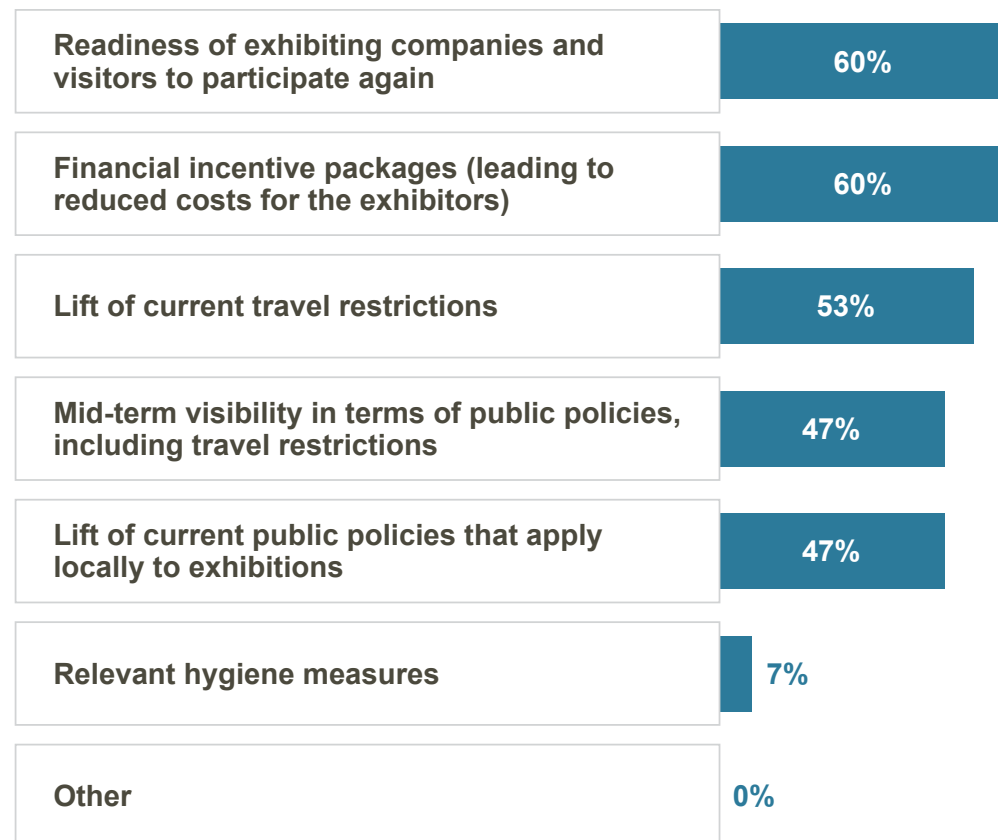 Readiness of exhibiting companies and
visitors to participate again
60%
Financial incentive packages (leading to
reduced costs for the exhibitors)
60%
Lift of current travel restrictions
53%
Mid-term visibility in terms of public policies,
including travel restrictions
47%
Lift of current public policies that apply
locally to exhibitions
47%
Relevant hygiene measures
7%
Other
0%